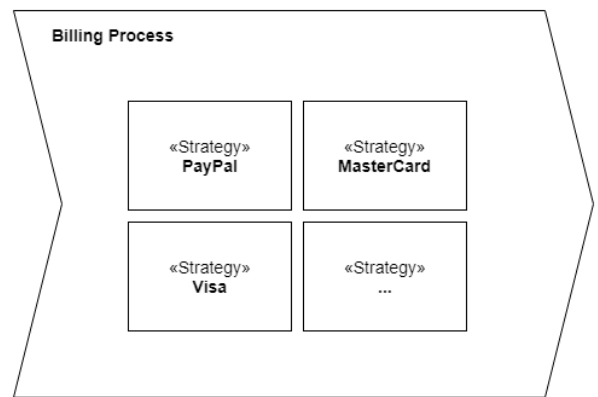 Billing Process
«Strategy»
PayPal
«Strategy»
MasterCard
«Strategy»
Visa
«Strategy»
...